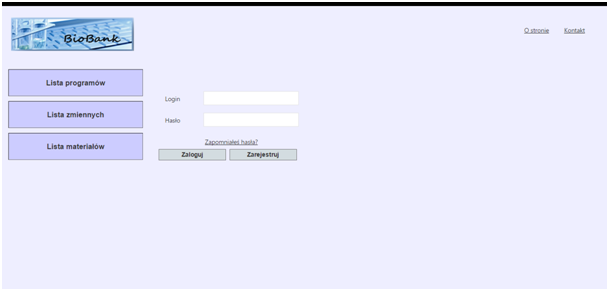 BioBank
O stronie Kontakt
Lista programów
Lista zmiennych
Lista materiałów
Login
Hasło
Zapomniałeś hasła?
Zaloguj Zarejestruj